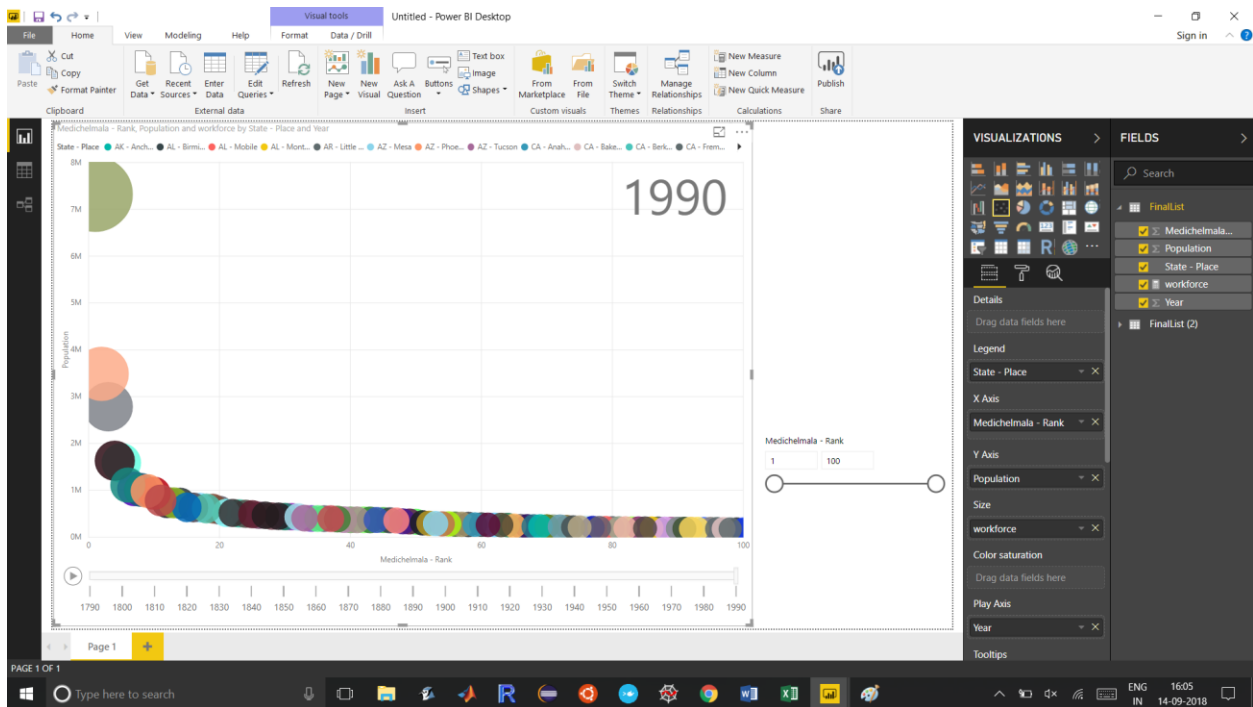 Visual tools
Untitled - Power BI Desktop
File Home View Modeling Help Format Data / Drill Sign in
Paste
Cut
Copy
Format Painter
Clipboard
Get Data
Recent Sources
Enter Data
Edit Queries
External data
Refresh
New Page
New Visual
Ask A Question
Buttons
Text box
Image
Shapes
Insert
From Marketplace
From File
Custom visuals
Switch Theme
Themes
Manage Relationships
Relationships
New Measure
New Column
New Quick Measure
Calculations
Publish
Share
Medichelmala - Rank, Population and workforce by State - Place and Year
State - Place AK - Anch... AL - Birmi... AL - Mobile AL - Mont... AR - Little ... AZ - Mesa AZ - Phoe... AZ - Tucson CA - Anah... CA - Bake... CA - Berk... CA - Frem...
1990
8M
7M
6M
5M
4M
3M
2M
1M
0M
Population
0 20 40 60 80 100
Medichelmala - Rank
1790 1800 1810 1820 1830 1840 1850 1860 1870 1880 1890 1900 1910 1920 1930 1940 1950 1960 1970 1980 1990
Medichelmala - Rank
1 100
VISUALIZATIONS
R
Details
Drag data fields here
Legend
State - Place
X Axis
Medichelmala - Rank
Y Axis
Population
Size
workforce
Color saturation
Drag data fields here
Play Axis
Year
Tooltips
FIELDS
Search
FinalList
Medichelmala...
Population
State - Place
workforce
Year
FinalList (2)
Page 1
PAGE 1 OF 1
Type here to search
ENG
IN
16:05
14-09-2018